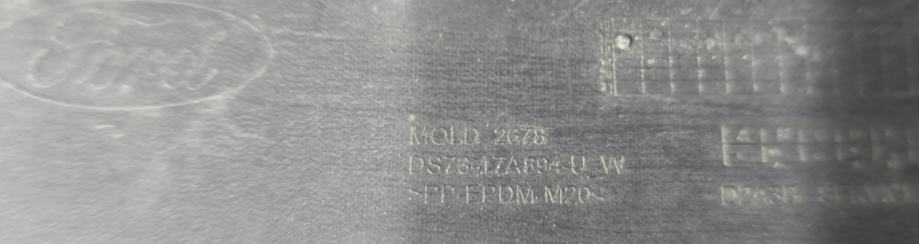 Ford
MOLD 2678
DS73-17A894-U W
>PP-EPDM-M20<